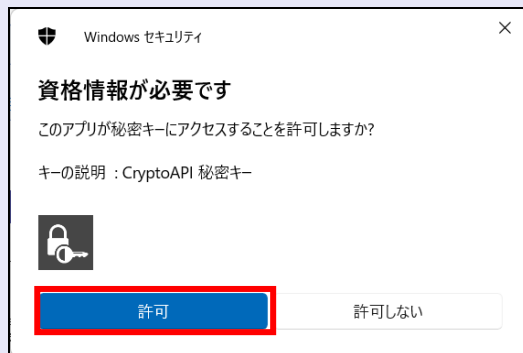 Windows セキュリティ
資格情報が必要です
このアプリが秘密キーにアクセスすることを許可しますか?
キーの説明 : CryptoAPI 秘密キー
許可
許可しない